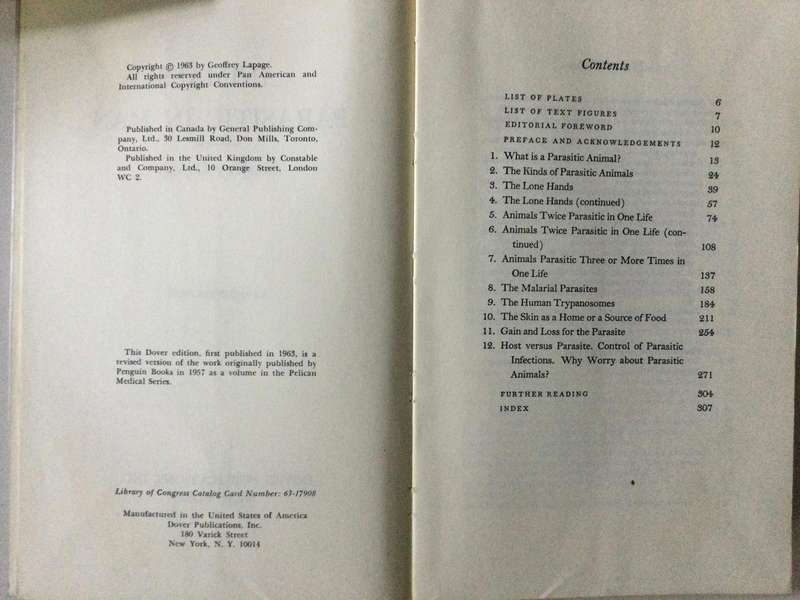 Copyright © 1963 by Geoffrey Lapage.
All rights reserved under Pan American and
International Copyright Conventions.
Published in Canada by General Publishing Com-
pany, Ltd., 30 Lesmill Road, Don Mills, Toronto,
Ontario.
Published in the United Kingdom by Constable
and Company, Ltd., 10 Orange Street, London
WC 2.
This Dover edition, first published in 1963, is a
revised version of the work originally published by
Penguin Books in 1957 as a volume in the Pelican
Medical Series.
Library of Congress Catalog Card Number: 63-17908
Manufactured in the United States of America
Dover Publications, Inc.
180 Varick Street
New York, N. Y. 10014
Contents
LIST OF PLATES 6
LIST OF TEXT FIGURES 7
EDITORIAL FOREWORD 10
PREFACE AND ACKNOWLEDGEMENTS 12
1. What is a Parasitic Animal? 13
2. The Kinds of Parasitic Animals 24
3. The Lone Hands 39
4. The Lone Hands (continued) 57
5. Animals Twice Parasitic in One Life 74
6. Animals Twice Parasitic in One Life (con-
tinued) 108
7. Animals Parasitic Three or More Times in
One Life 137
8. The Malarial Parasites 158
9. The Human Trypanosomes 184
10. The Skin as a Home or a Source of Food 211
11. Gain and Loss for the Parasite 254
12. Host versus Parasite. Control of Parasitic
Infections. Why Worry about Parasitic
Animals? 271
FURTHER READING 304
INDEX 307